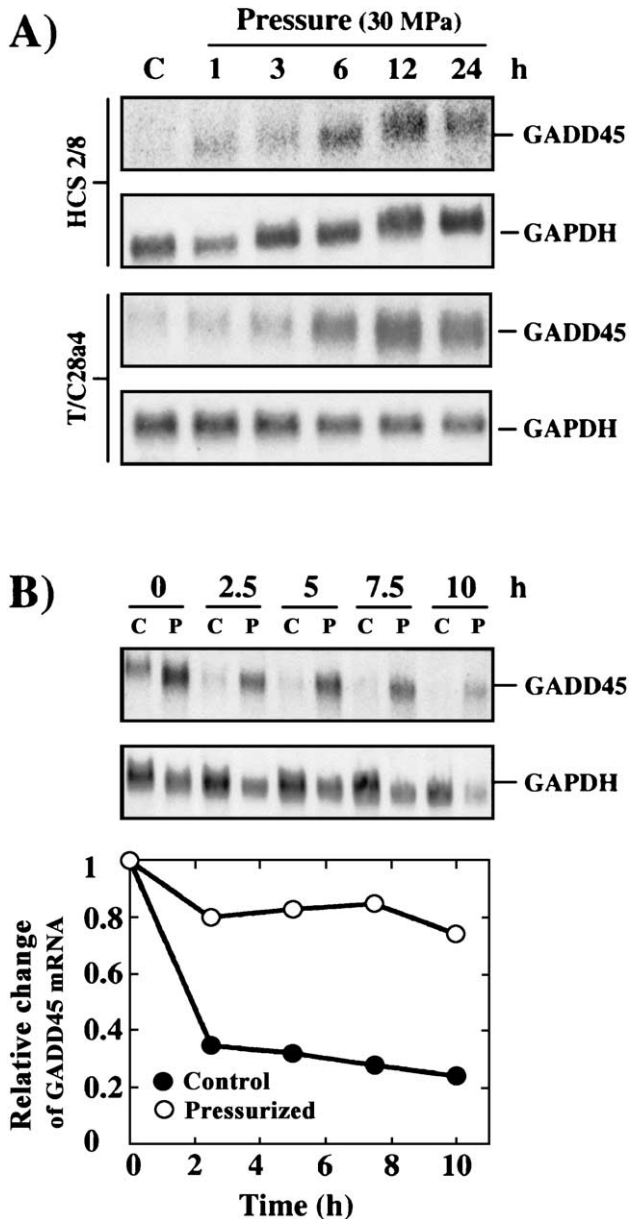 A)
Pressure (30 MPa)
C 1 3 6 12 24 h
HCS 2/8
GADD45
GAPDH
T/C28a4
GADD45
GAPDH
B)
0 2.5 5 7.5 10 h
C P C P C P C P C P
GADD45
GAPDH
Relative change
of GADD45 mRNA
1
0.8
0.6
0.4
0.2
0
Control
Pressurized
0 2 4 6 8 10
Time (h)